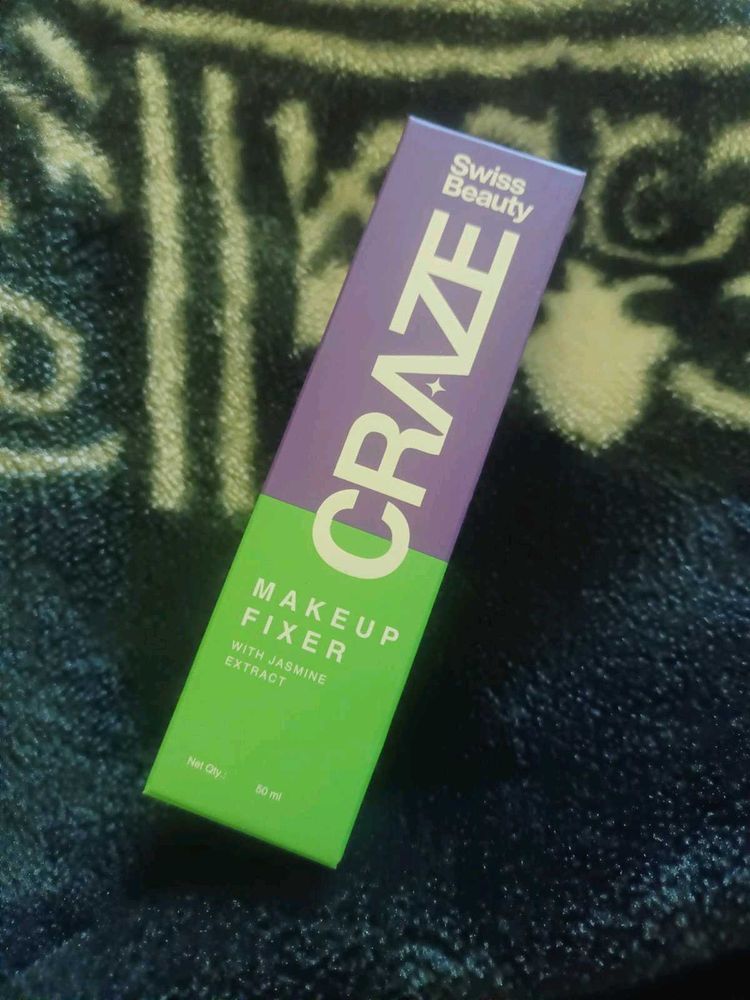 Swiss
Beauty
CRAZE
MAKEUP
FIXER
WITH JASMINE
EXTRACT
Net Qty.: 50 ml